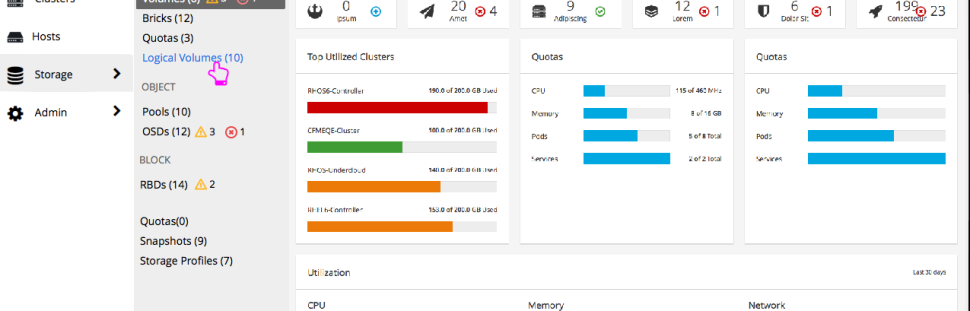 Clusters
Hosts
Storage
Admin
Volumes (6) 3 1
Bricks (12)
Quotas (3)
Logical Volumes (10)
OBJECT
Pools (10)
OSDs (12) 3 1
BLOCK
RBDs (14) 2
Quotas(0)
Snapshots (9)
Storage Profiles (7)
0
Ipsum
20 4
Amet
9
Adipiscing
12 1
Lorem
6 1
Dolor Sit
199 23
Consectetur
Top Utilized Clusters
RHOS6-Controller 190.0 of 200.0 GB Used
CFMEQE-Cluster 100.0 of 200.0 GB Used
RHOS-Undercloud 140.0 of 200.0 GB Used
RHEL6-Controller 153.0 of 200.0 GB Used
Quotas
CPU 115 of 460 MHz
Memory 8 of 16 GB
Pods 5 of 8 Total
Services 2 of 2 Total
Quotas
CPU
Memory
Pods
Services
Utilization Last 30 days
CPU Memory Network